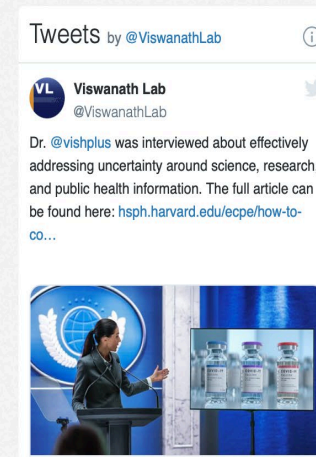 Tweets by @ViswanathLab
VL
Viswanath Lab
@ViswanathLab
Dr. @vishplus was interviewed about effectively
addressing uncertainty around science, research,
and public health information. The full article can
be found here: hsph.harvard.edu/ecpe/how-to-
co…